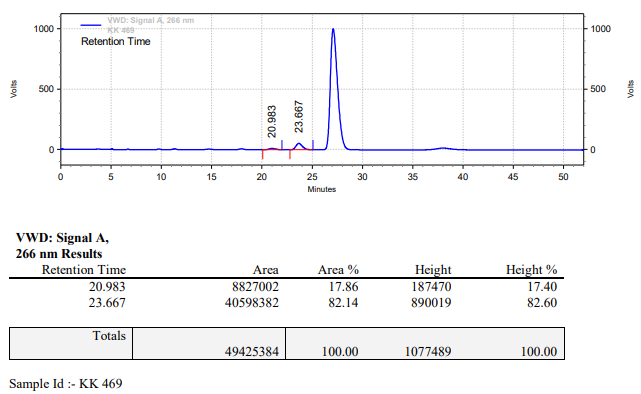 VWD: Signal A, 266 nm
KK 469
Retention Time
1000
500
0
Volts
20.983
23.667
1000
500
0
Volts
0 5 10 15 20 25 30 35 40 45 50
Minutes
VWD: Signal A,
266 nm Results
Retention Time Area Area % Height Height %
20.983 8827002 17.86 187470 17.40
23.667 40598382 82.14 890019 82.60
Totals
49425384 100.00 1077489 100.00
Sample Id :- KK 469